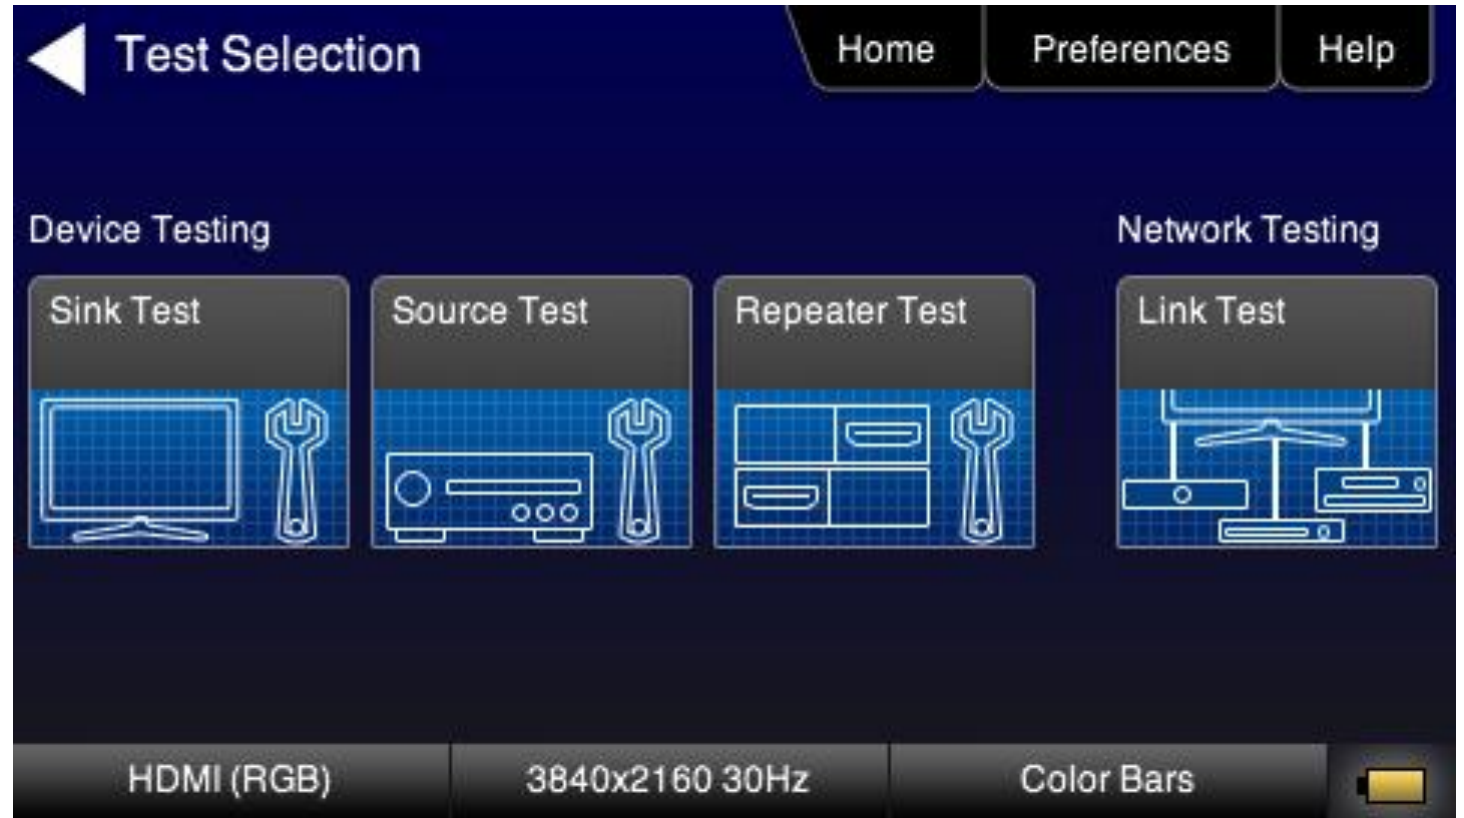 Test Selection
Home
Preferences
Help
Device Testing
Network Testing
Sink Test
Source Test
Repeater Test
Link Test
HDMI (RGB)
3840x2160 30Hz
Color Bars